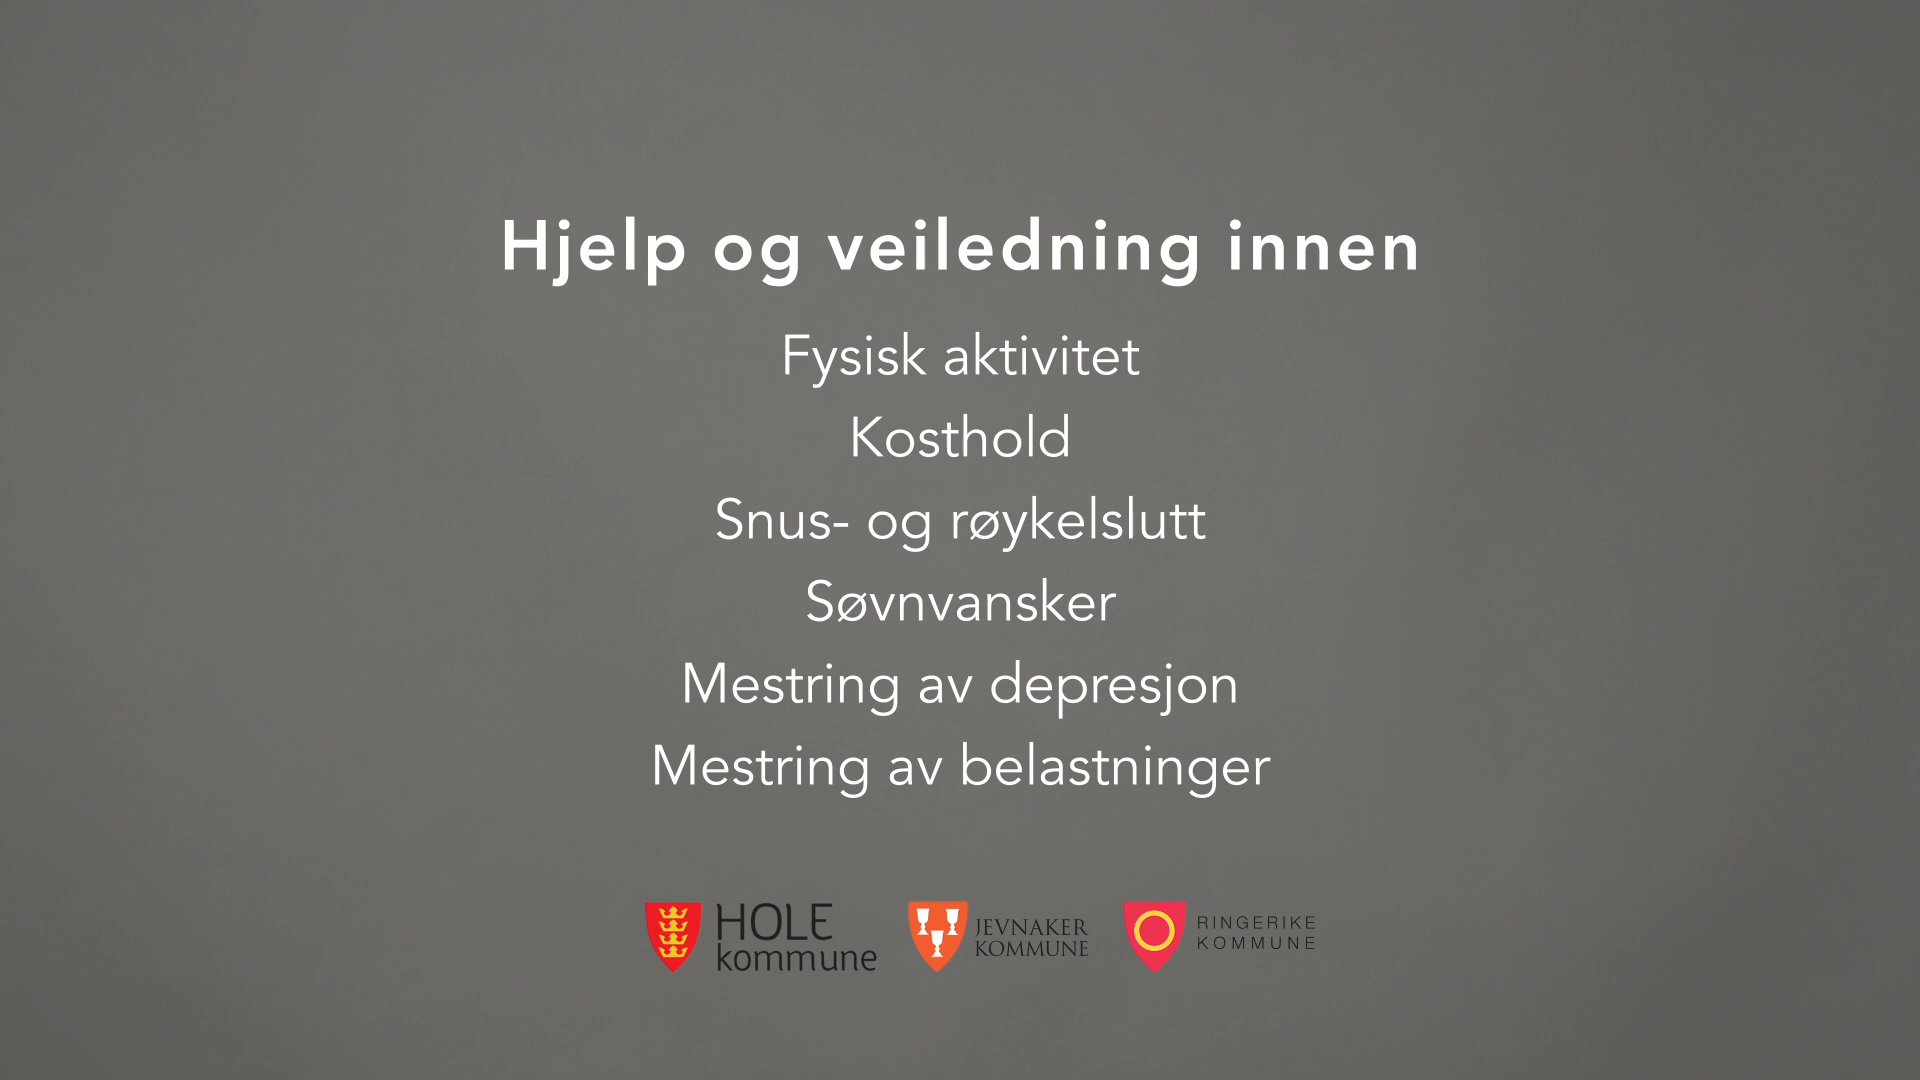 Hjelp og veiledning innen
Fysisk aktivitet
Kosthold
Snus- og røykelslutt
Søvnvansker
Mestring av depresjon
Mestring av belastninger
HOLE
kommune
JEVNAKER
KOMMUNE
RINGERIKE
KOMMUNE